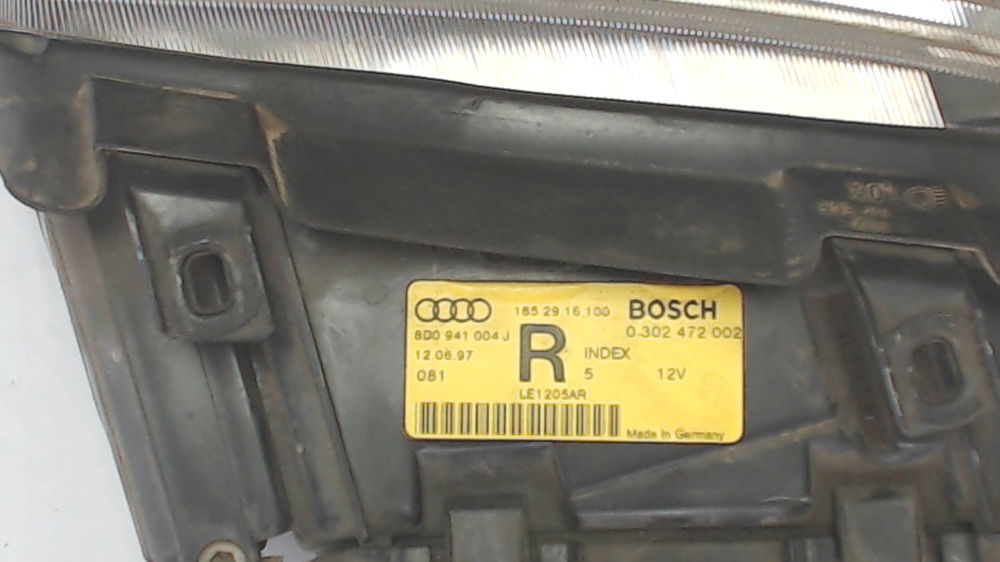 165 29 16 100 BOSCH
8D0 941 004 J 0 302 472 002
12.06.97 R INDEX
081 5 12V
LE1205AR
Made in Germany